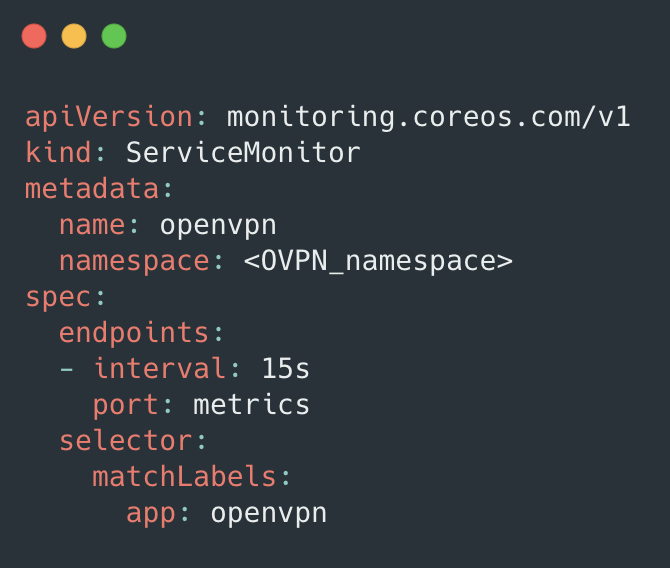 apiVersion: monitoring.coreos.com/v1
kind: ServiceMonitor
metadata:
  name: openvpn
  namespace: <OVPN_namespace>
spec:
  endpoints:
  - interval: 15s
    port: metrics
  selector:
    matchLabels:
      app: openvpn